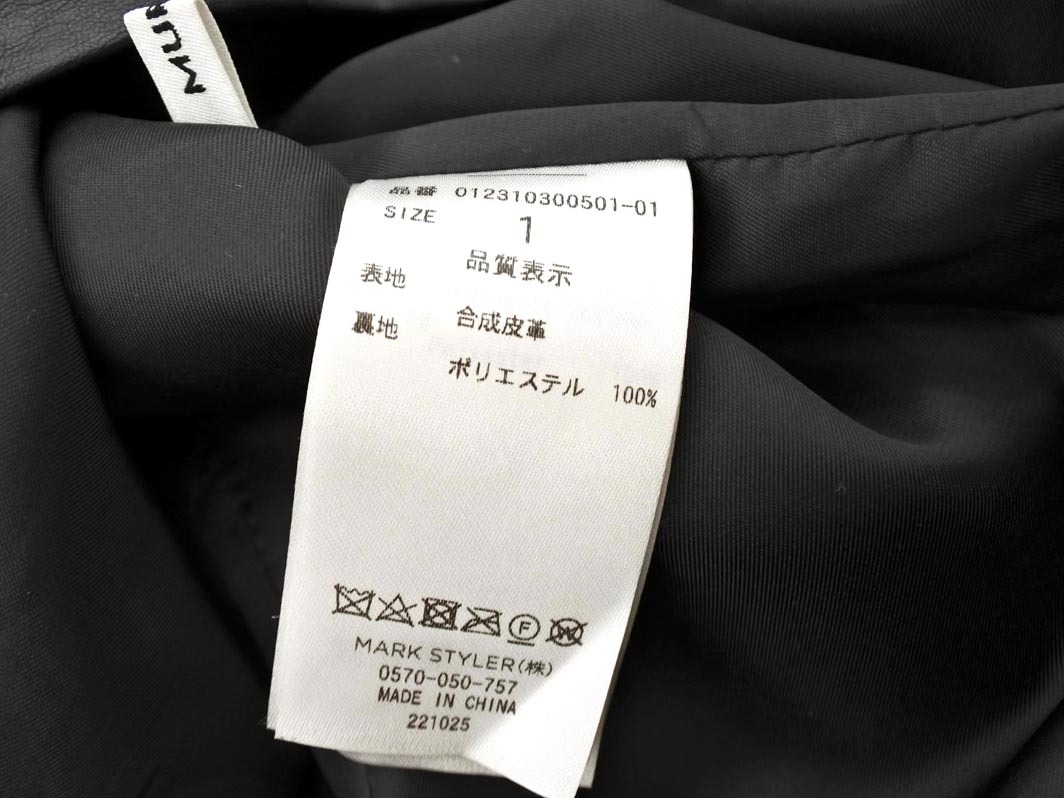 MUR
品番 012310300501-01
SIZE 1
品質表示
表地 合成皮革
裏地 ポリエステル 100%
F
W
MARK STYLER(株)
0570-050-757
MADE IN CHINA
221025